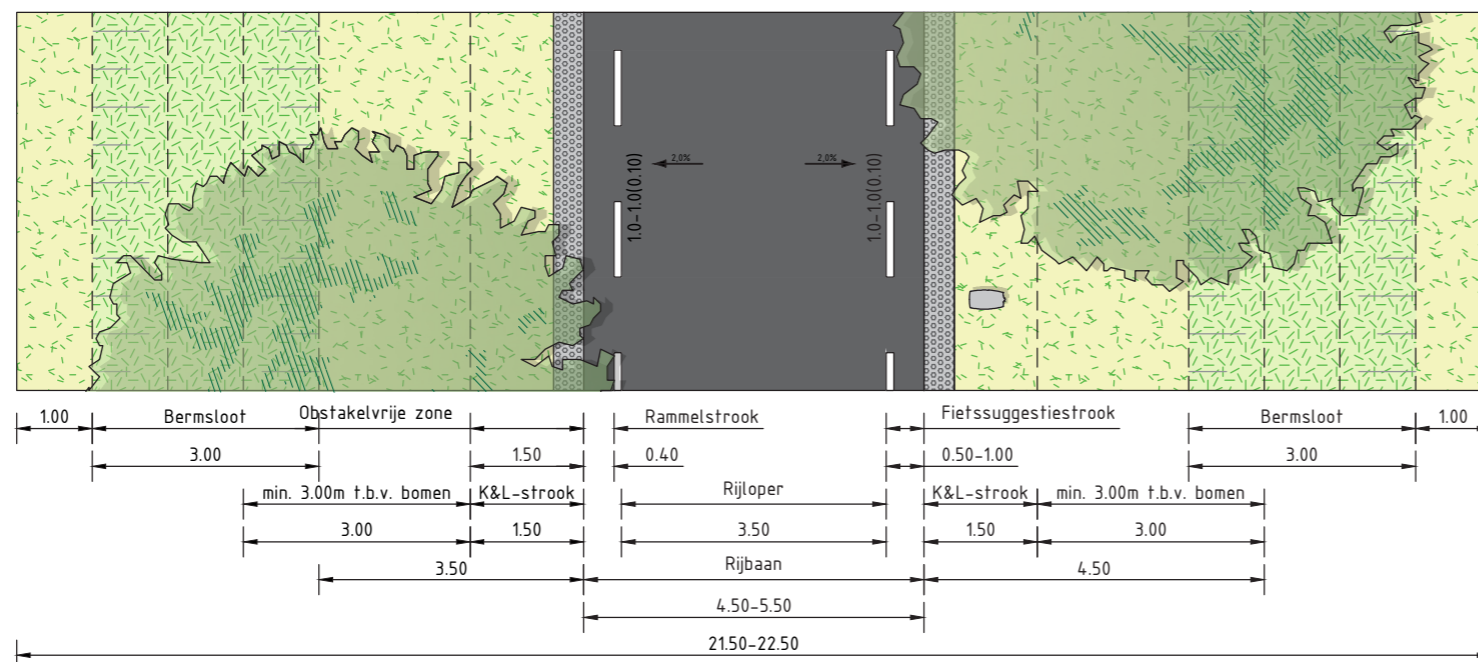 2,0% 2,0%
1.0-1.0(0.10) 1.0-1.0(0.10)
1.00 Bermsloot Obstakelvrije zone Rammelstrook Fietssuggestiestrook Bermsloot 1.00
3.00 1.50 0.40 0.50-1.00 3.00
min. 3.00m t.b.v. bomen K&L-strook Rijloper K&L-strook min. 3.00m t.b.v. bomen
3.00 1.50 3.50 1.50 3.00
3.50 Rijbaan 4.50
4.50-5.50
21.50-22.50